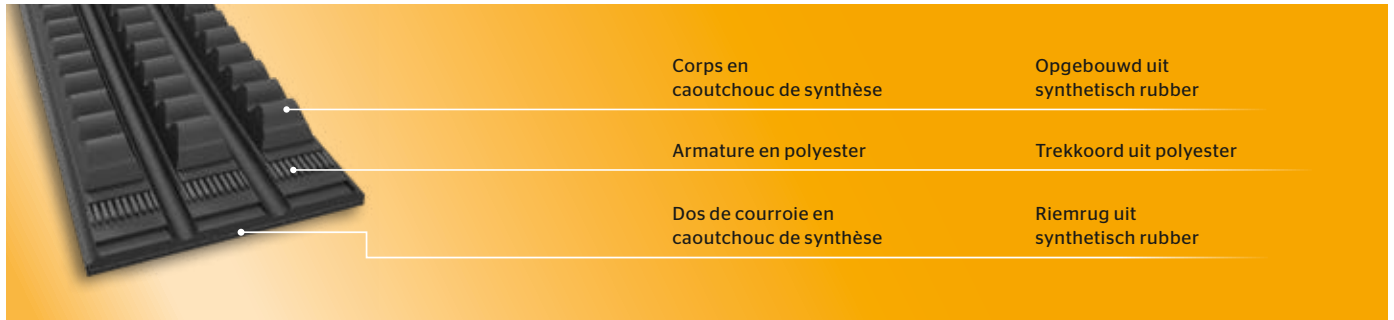 Corps en
caoutchouc de synthèse
Opgebouwd uit
synthetisch rubber
Armature en polyester
Trekkoord uit polyester
Dos de courroie en
caoutchouc de synthèse
Riemrug uit
synthetisch rubber